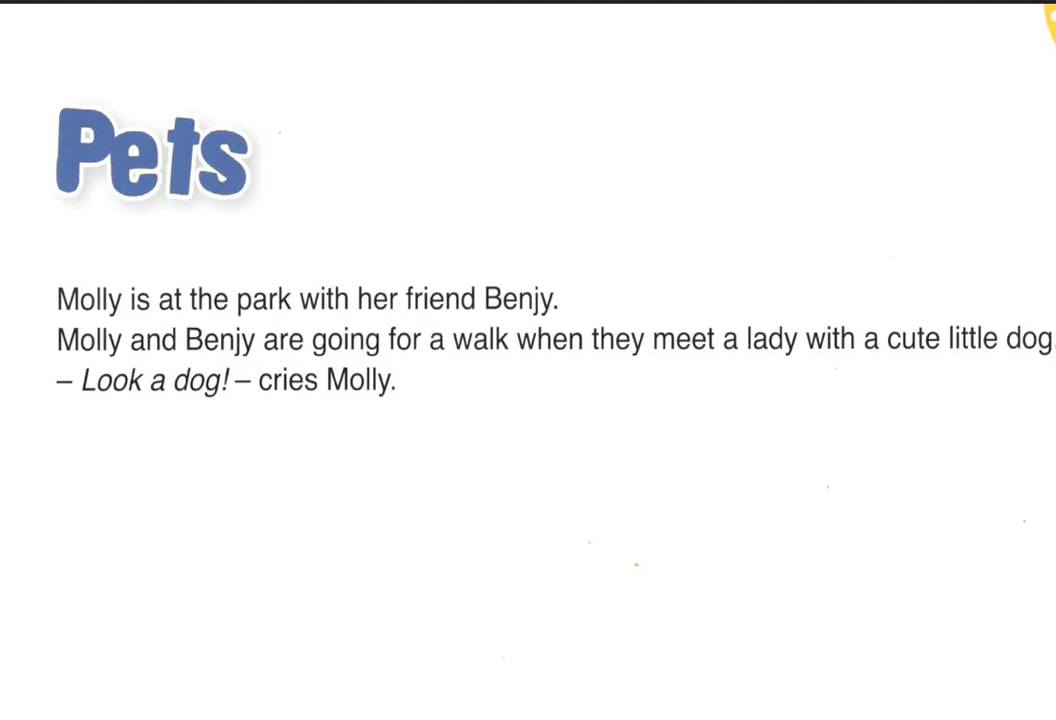 Pets
Molly is at the park with her friend Benjy.
Molly and Benjy are going for a walk when they meet a lady with a cute little dog.
– Look a dog! – cries Molly.